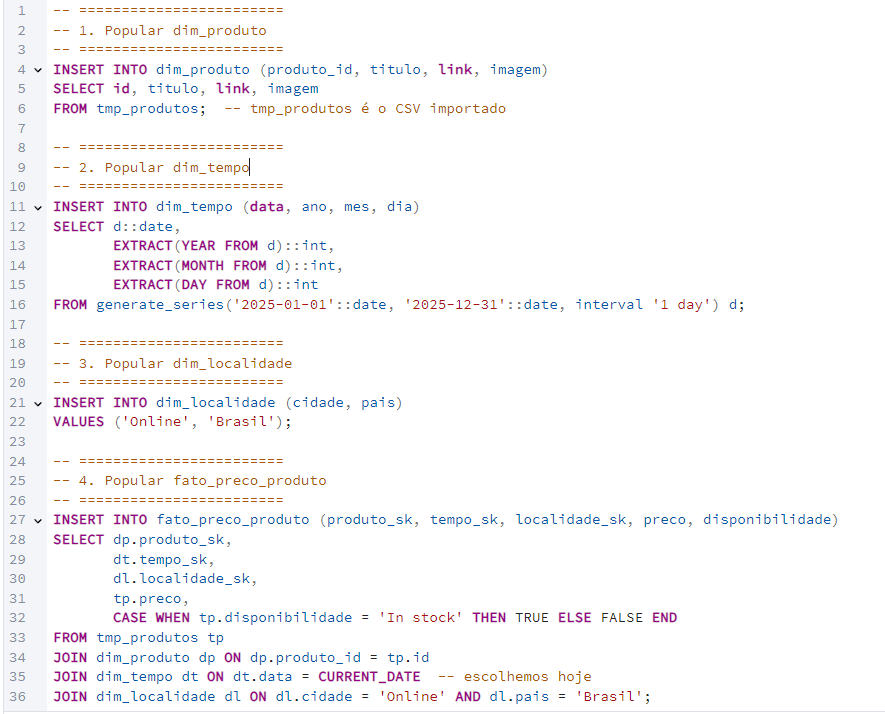 1 -- ========================
2 -- 1. Popular dim_produto
3 -- ========================
4 INSERT INTO dim_produto (produto_id, titulo, link, imagem)
5 SELECT id, titulo, link, imagem
6 FROM tmp_produtos;  -- tmp_produtos é o CSV importado
7
8 -- ========================
9 -- 2. Popular dim_tempo
10 -- ========================
11 INSERT INTO dim_tempo (data, ano, mes, dia)
12 SELECT d::date,
13        EXTRACT(YEAR FROM d)::int,
14        EXTRACT(MONTH FROM d)::int,
15        EXTRACT(DAY FROM d)::int
16 FROM generate_series('2025-01-01'::date, '2025-12-31'::date, interval '1 day') d;
17
18 -- ========================
19 -- 3. Popular dim_localidade
20 -- ========================
21 INSERT INTO dim_localidade (cidade, pais)
22 VALUES ('Online', 'Brasil');
23
24 -- ========================
25 -- 4. Popular fato_preco_produto
26 -- ========================
27 INSERT INTO fato_preco_produto (produto_sk, tempo_sk, localidade_sk, preco, disponibilidade)
28 SELECT dp.produto_sk,
29        dt.tempo_sk,
30        dl.localidade_sk,
31        tp.preco,
32        CASE WHEN tp.disponibilidade = 'In stock' THEN TRUE ELSE FALSE END
33 FROM tmp_produtos tp
34 JOIN dim_produto dp ON dp.produto_id = tp.id
35 JOIN dim_tempo dt ON dt.data = CURRENT_DATE  -- escolhemos hoje
36 JOIN dim_localidade dl ON dl.cidade = 'Online' AND dl.pais = 'Brasil';